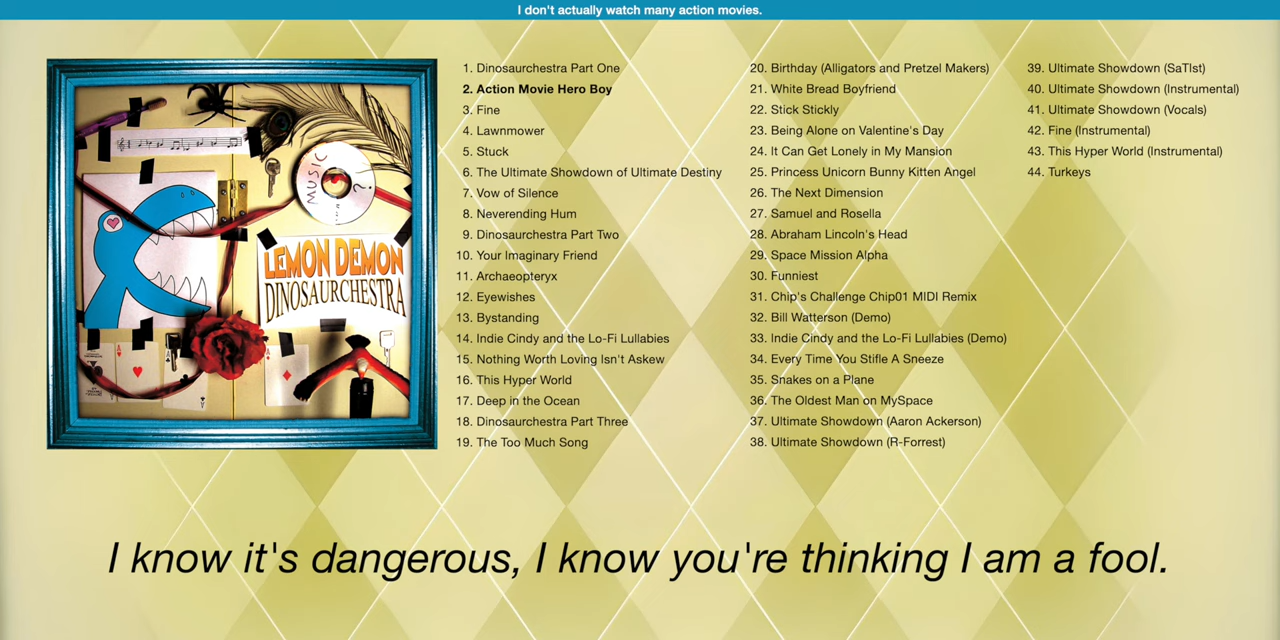 I don't actually watch many action movies.
MUSIC
LEMON DEMON
DINOSAURCHESTRA
1. Dinosaurchestra Part One
2. Action Movie Hero Boy
3. Fine
4. Lawnmower
5. Stuck
6. The Ultimate Showdown of Ultimate Destiny
7. Vow of Silence
8. Neverending Hum
9. Dinosaurchestra Part Two
10. Your Imaginary Friend
11. Archaeopteryx
12. Eyewishes
13. Bystanding
14. Indie Cindy and the Lo-Fi Lullabies
15. Nothing Worth Loving Isn't Askew
16. This Hyper World
17. Deep in the Ocean
18. Dinosaurchestra Part Three
19. The Too Much Song
20. Birthday (Alligators and Pretzel Makers)
21. White Bread Boyfriend
22. Stick Stickly
23. Being Alone on Valentine's Day
24. It Can Get Lonely in My Mansion
25. Princess Unicorn Bunny Kitten Angel
26. The Next Dimension
27. Samuel and Rosella
28. Abraham Lincoln's Head
29. Space Mission Alpha
30. Funniest
31. Chip's Challenge Chip01 MIDI Remix
32. Bill Watterson (Demo)
33. Indie Cindy and the Lo-Fi Lullabies (Demo)
34. Every Time You Stifle A Sneeze
35. Snakes on a Plane
36. The Oldest Man on MySpace
37. Ultimate Showdown (Aaron Ackerson)
38. Ultimate Showdown (R-Forrest)
39. Ultimate Showdown (SaTIst)
40. Ultimate Showdown (Instrumental)
41. Ultimate Showdown (Vocals)
42. Fine (Instrumental)
43. This Hyper World (Instrumental)
44. Turkeys
I know it's dangerous, I know you're thinking I am a fool.